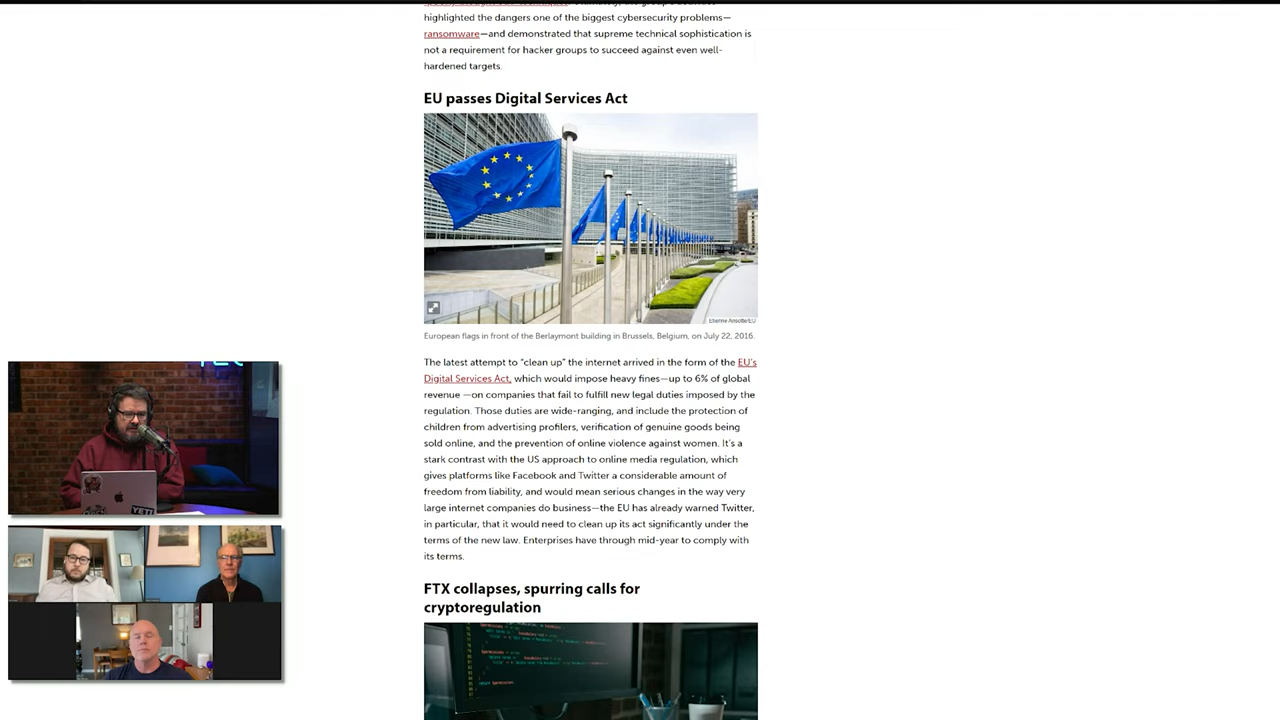 highlighted the dangers one of the biggest cybersecurity problems—
ransomware—and demonstrated that supreme technical sophistication is
not a requirement for hacker groups to succeed against even well-
hardened targets.
EU passes Digital Services Act
Etienne Ansotte/EU
European flags in front of the Berlaymont building in Brussels, Belgium, on July 22, 2016.
The latest attempt to “clean up” the internet arrived in the form of the EU’s
Digital Services Act, which would impose heavy fines—up to 6% of global
revenue —on companies that fail to fulfill new legal duties imposed by the
regulation. Those duties are wide-ranging, and include the protection of
children from advertising profilers, verification of genuine goods being
sold online, and the prevention of online violence against women. It’s a
stark contrast with the US approach to online media regulation, which
gives platforms like Facebook and Twitter a considerable amount of
freedom from liability, and would mean serious changes in the way very
large internet companies do business—the EU has already warned Twitter,
in particular, that it would need to clean up its act significantly under the
terms of the new law. Enterprises have through mid-year to comply with
its terms.
FTX collapses, spurring calls for
cryptoregulation
YETI